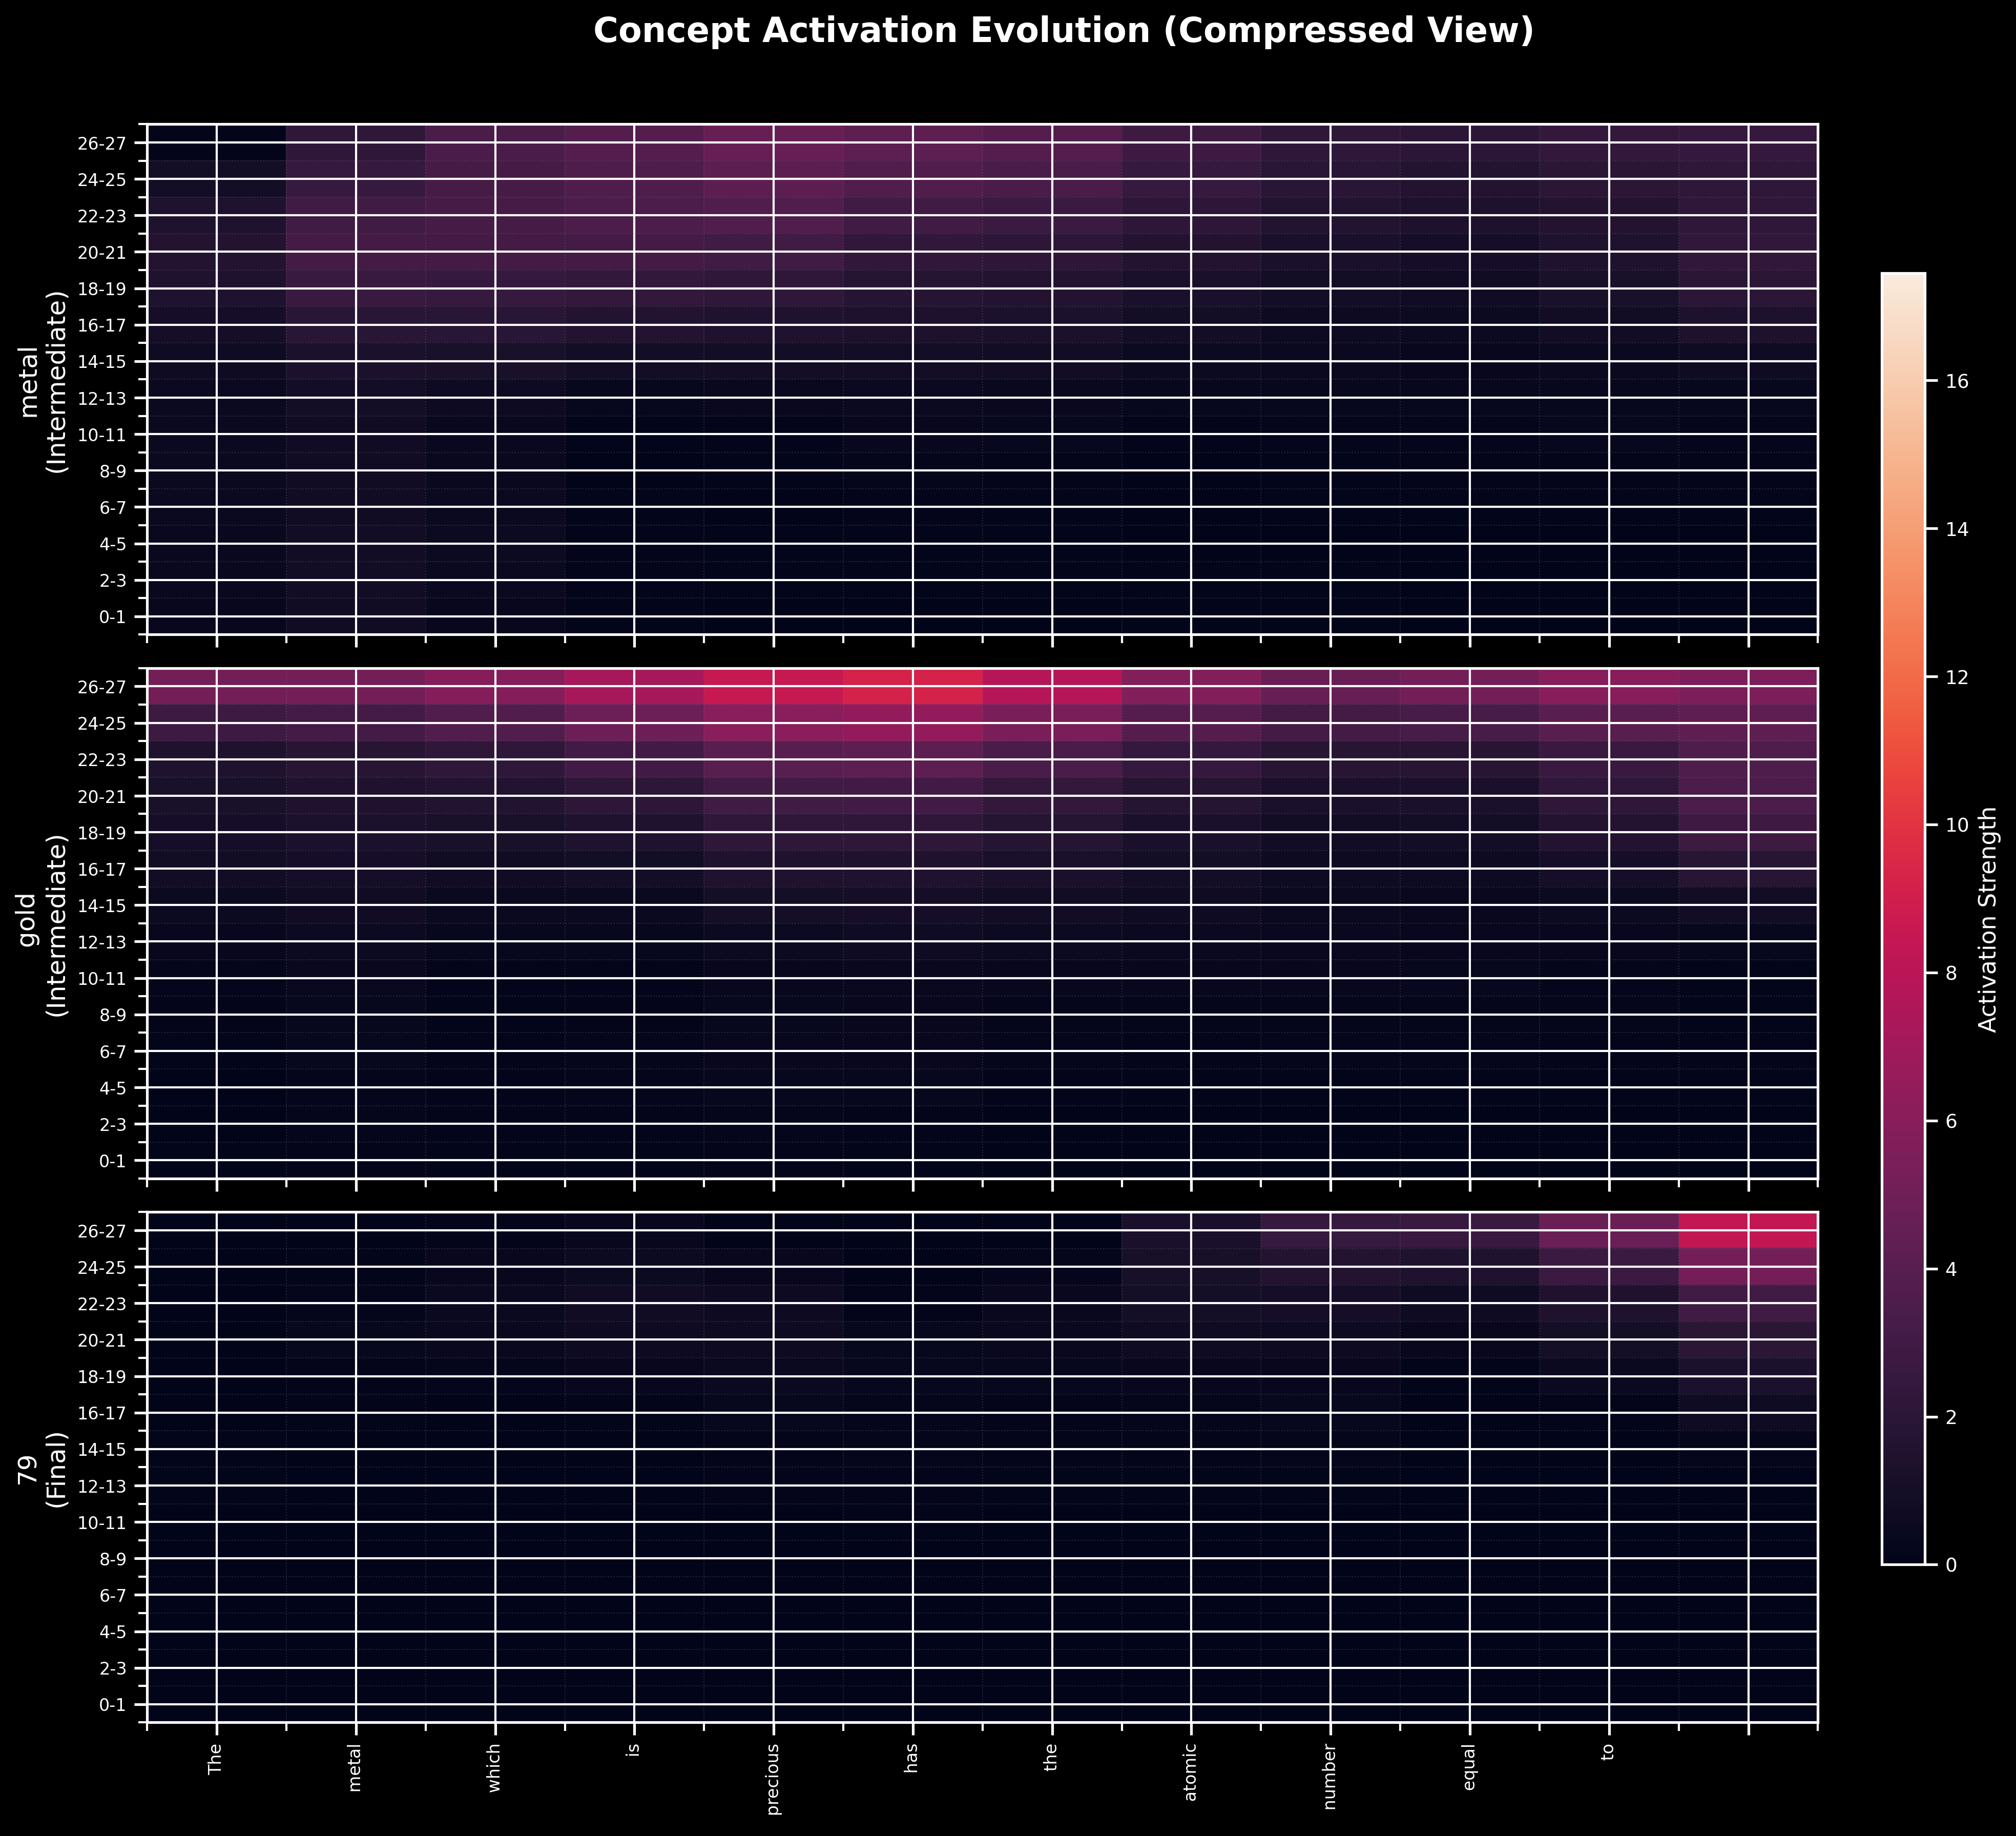 Concept Activation Evolution (Compressed View)
metal
(Intermediate)
26-27
24-25
22-23
20-21
18-19
16-17
14-15
12-13
10-11
8-9
6-7
4-5
2-3
0-1
gold
(Intermediate)
26-27
24-25
22-23
20-21
18-19
16-17
14-15
12-13
10-11
8-9
6-7
4-5
2-3
0-1
79
(Final)
26-27
24-25
22-23
20-21
18-19
16-17
14-15
12-13
10-11
8-9
6-7
4-5
2-3
0-1
The
metal
which
is
precious
has
the
atomic
number
equal
to
16
14
12
10
8
6
4
2
0
Activation Strength